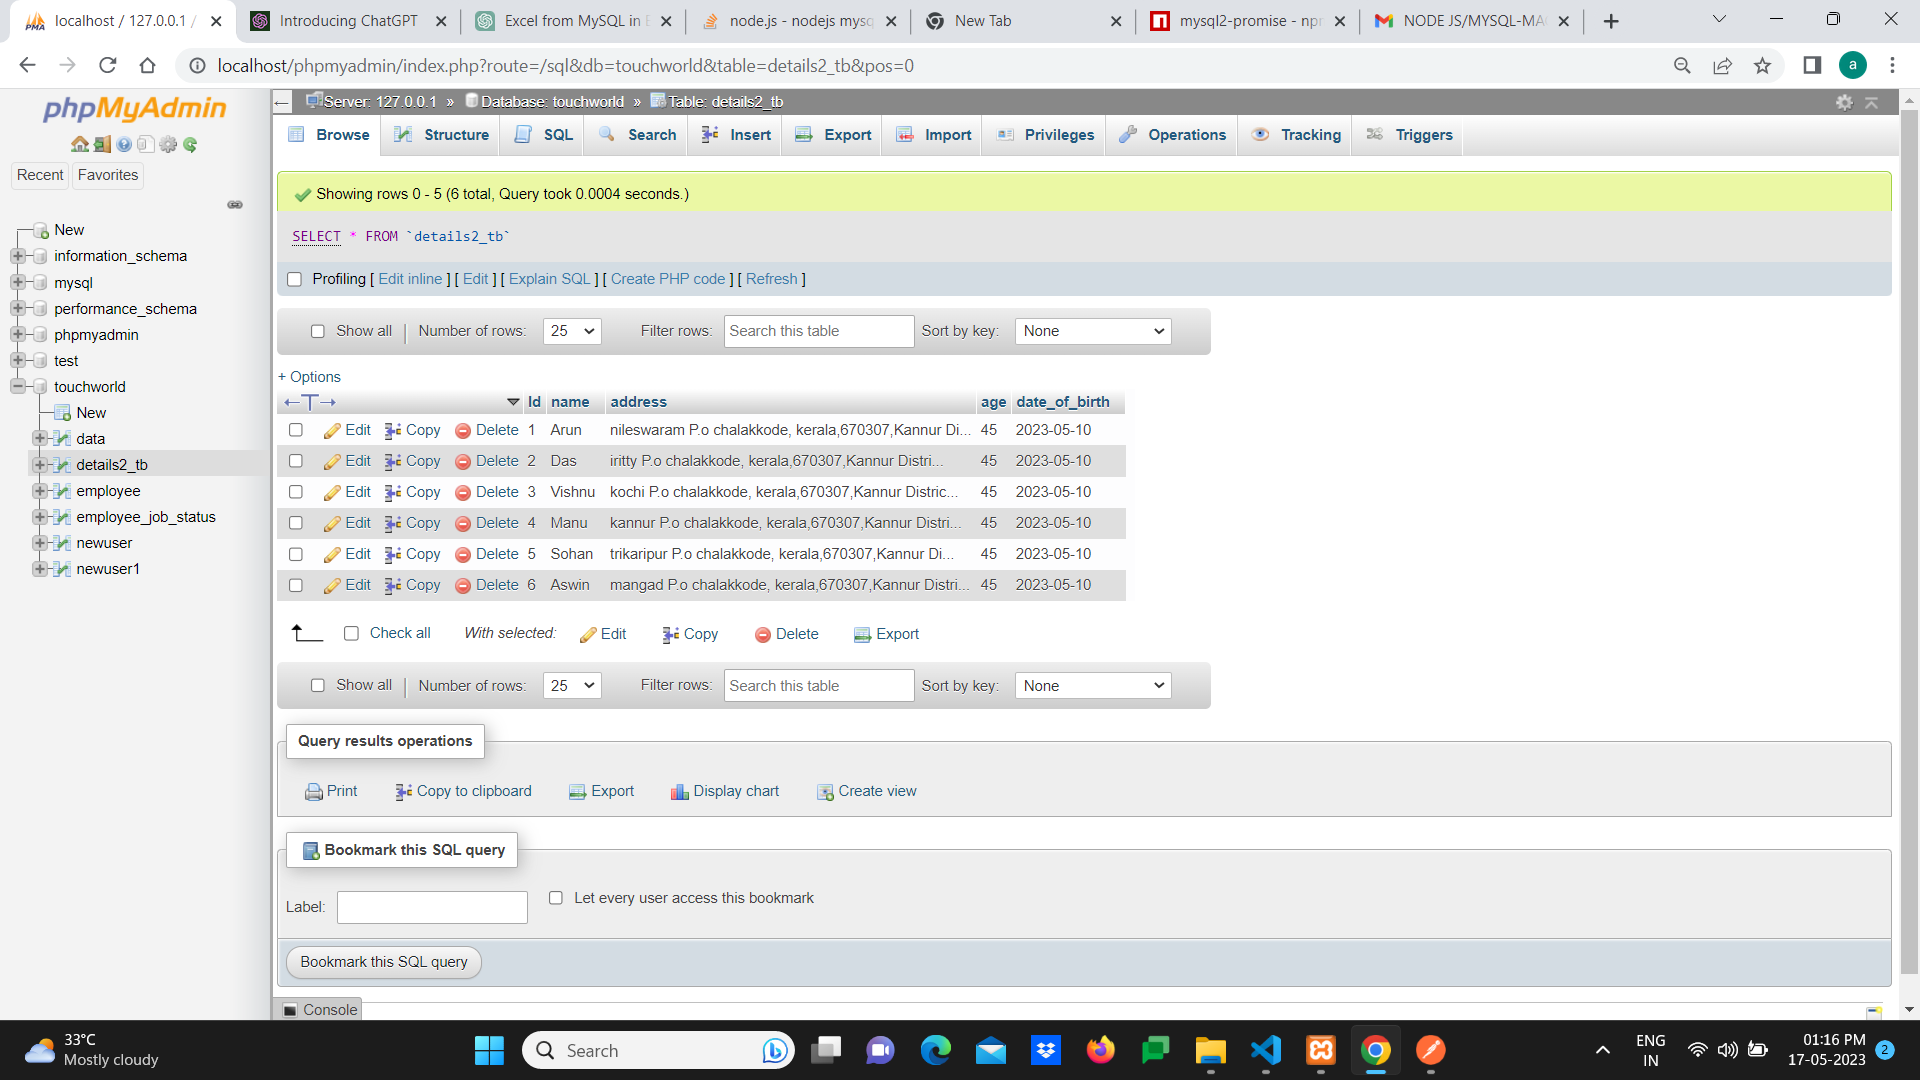 localhost / 127.0.0.1 /
Introducing ChatGPT
Excel from MySQL in E
node.js - nodejs mysq
New Tab
mysql2-promise - npm
NODE JS/MYSQL-MA
localhost/phpmyadmin/index.php?route=/sql&db=touchworld&table=details2_tb&pos=0
a
phpMyAdmin
Recent Favorites
New
information_schema
mysql
performance_schema
phpmyadmin
test
touchworld
New
data
details2_tb
employee
employee_job_status
newuser
newuser1
Server: 127.0.0.1 » Database: touchworld » Table: details2_tb
Browse Structure SQL Search Insert Export Import Privileges Operations Tracking Triggers
Showing rows 0 - 5 (6 total, Query took 0.0004 seconds.)
SELECT * FROM `details2_tb`
Profiling [ Edit inline ] [ Edit ] [ Explain SQL ] [ Create PHP code ] [ Refresh ]
Show all | Number of rows: 25 Filter rows: Search this table Sort by key: None
+ Options
←T→ Id name address age date_of_birth
Edit Copy Delete 1 Arun nileswaram P.o chalakkode, kerala,670307,Kannur Di... 45 2023-05-10
Edit Copy Delete 2 Das iritty P.o chalakkode, kerala,670307,Kannur Distri... 45 2023-05-10
Edit Copy Delete 3 Vishnu kochi P.o chalakkode, kerala,670307,Kannur Distric... 45 2023-05-10
Edit Copy Delete 4 Manu kannur P.o chalakkode, kerala,670307,Kannur Distri... 45 2023-05-10
Edit Copy Delete 5 Sohan trikaripur P.o chalakkode, kerala,670307,Kannur Di... 45 2023-05-10
Edit Copy Delete 6 Aswin mangad P.o chalakkode, kerala,670307,Kannur Distri... 45 2023-05-10
Check all With selected: Edit Copy Delete Export
Show all | Number of rows: 25 Filter rows: Search this table Sort by key: None
Query results operations
Print Copy to clipboard Export Display chart Create view
Bookmark this SQL query
Label: Let every user access this bookmark
Bookmark this SQL query
Console
33°C
Mostly cloudy
Search
ENG
IN
01:16 PM
17-05-2023
2